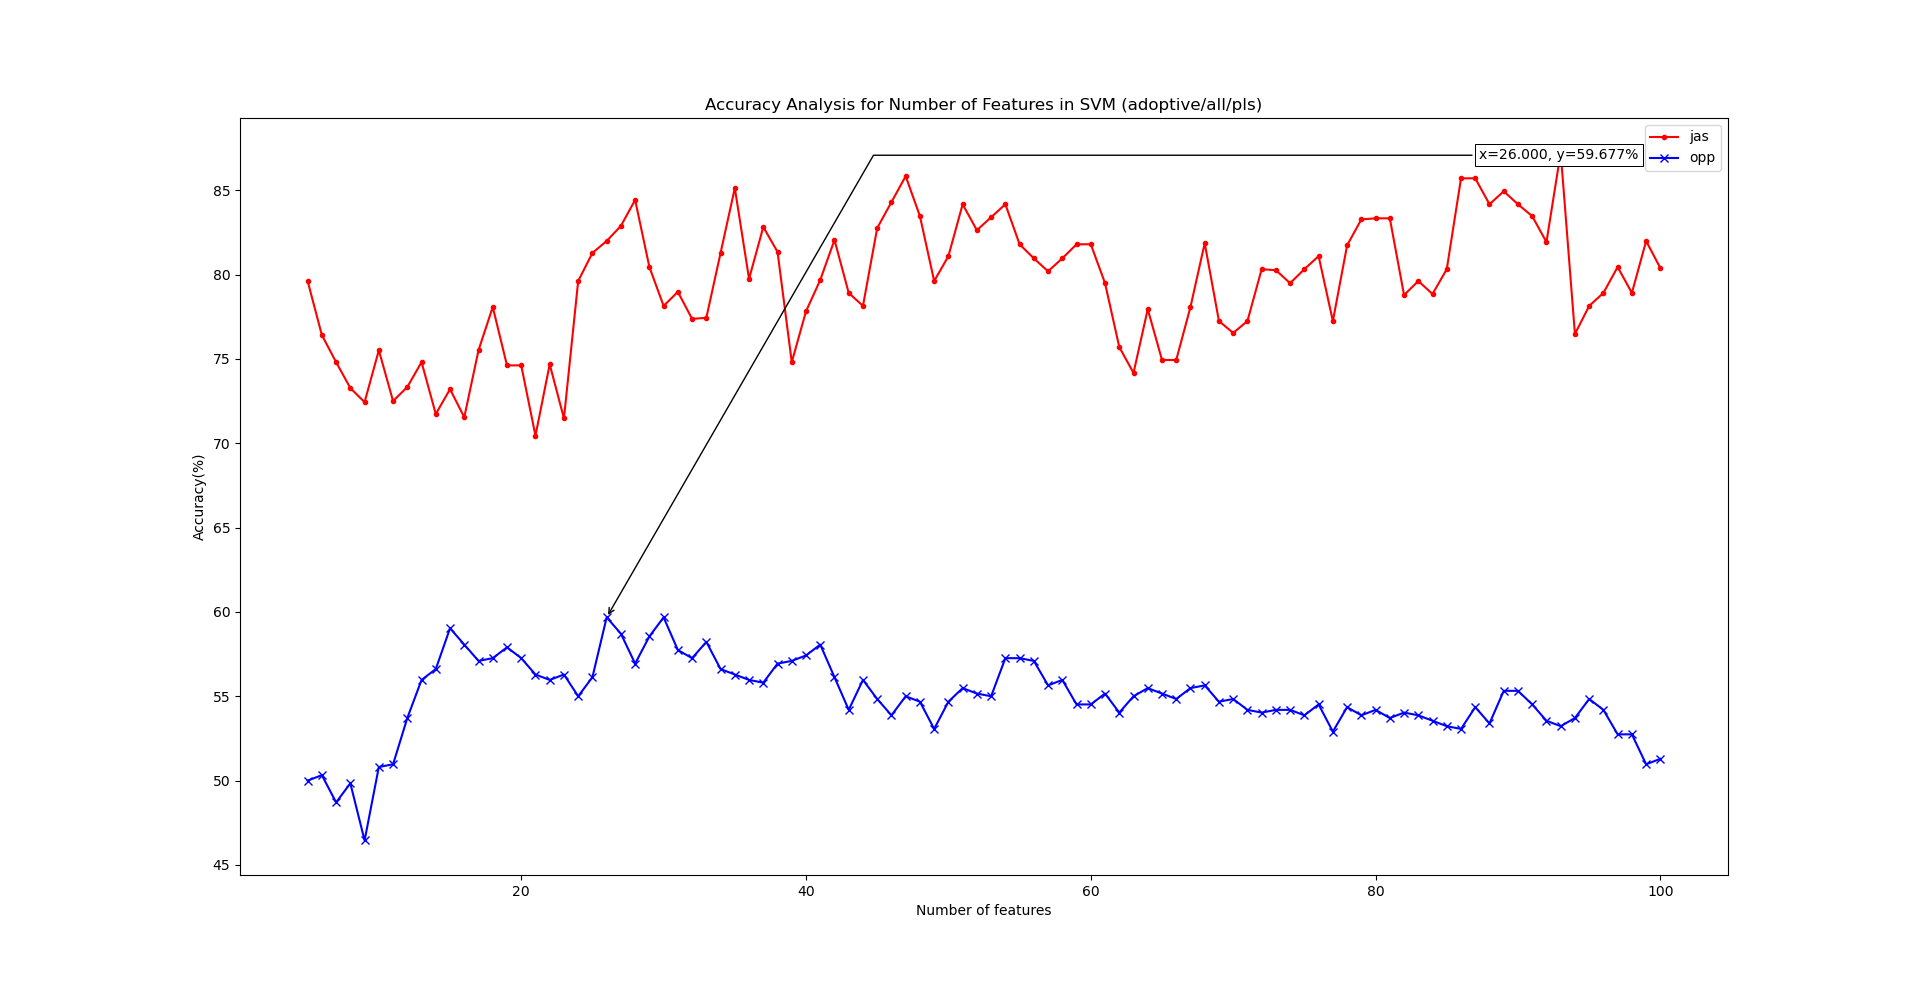 Accuracy Analysis for Number of Features in SVM (adoptive/all/pls)
x=26.000, y=59.677%
jas
opp
85
80
75
70
65
60
55
50
45
Accuracy(%)
20
40
60
80
100
Number of features